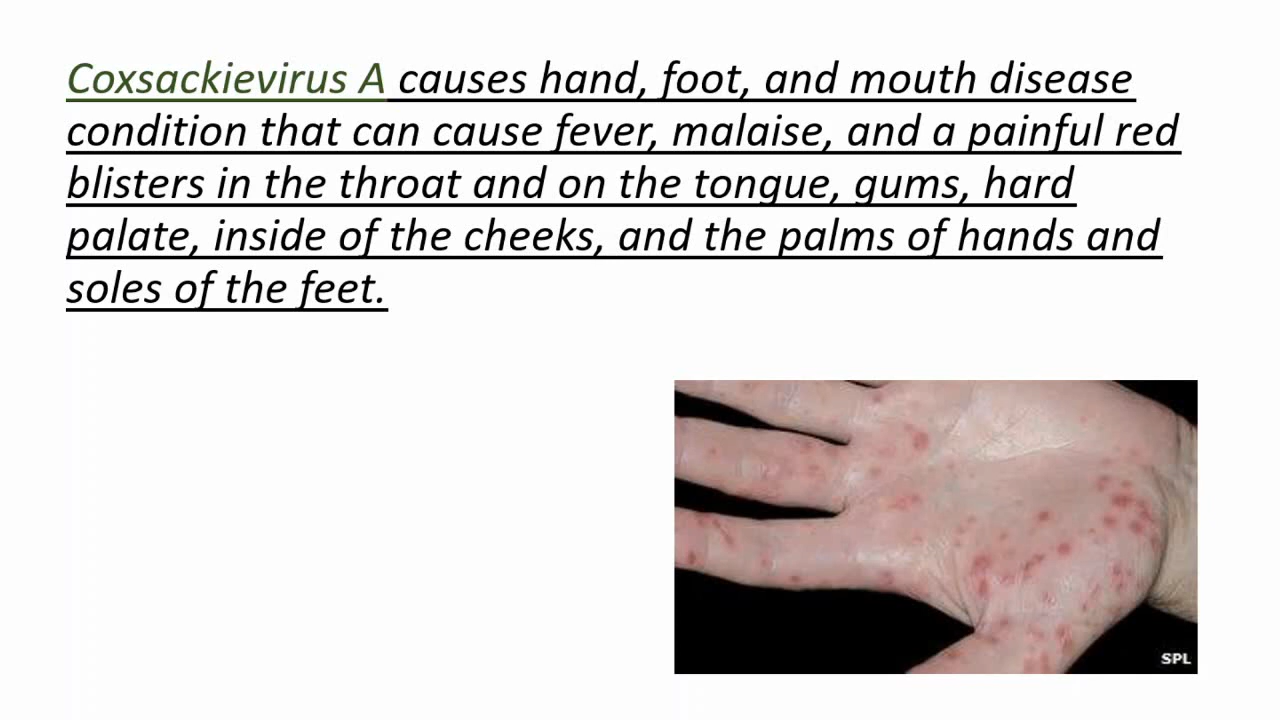 Coxsackievirus A causes hand, foot, and mouth disease
condition that can cause fever, malaise, and a painful red
blisters in the throat and on the tongue, gums, hard
palate, inside of the cheeks, and the palms of hands and
soles of the feet.
SPL